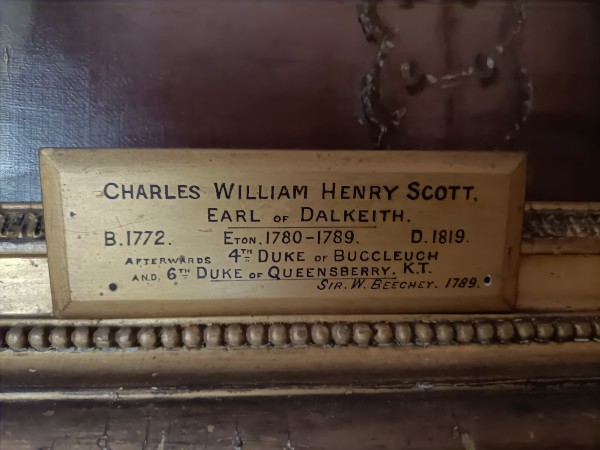 CHARLES WILLIAM HENRY SCOTT,
EARL OF DALKEITH.
B.1772. ETON.1780-1789. D.1819.
AFTERWARDS 4TH DUKE OF BUCCLEUCH
AND 6TH DUKE OF QUEENSBERRY. K.T.
SIR. W. BEECHEY. 1789.